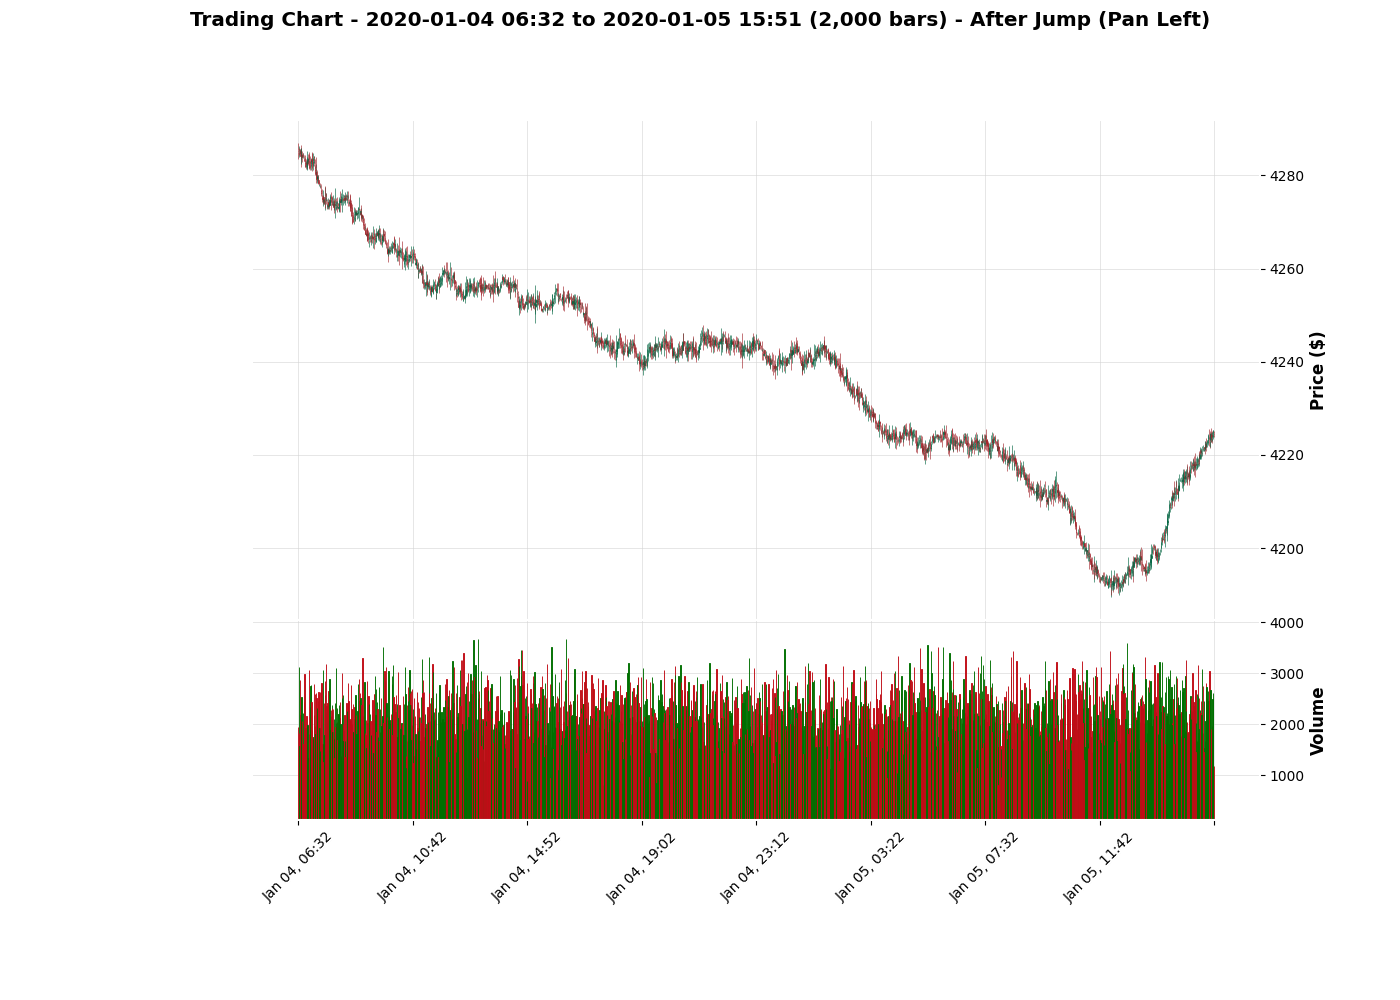 Trading Chart - 2020-01-04 06:32 to 2020-01-05 15:51 (2,000 bars) - After Jump (Pan Left)
4280
4260
4240
4220
4200
Price ($)
4000
3000
2000
1000
Volume
Jan 04, 06:32
Jan 04, 10:42
Jan 04, 14:52
Jan 04, 19:02
Jan 04, 23:12
Jan 05, 03:22
Jan 05, 07:32
Jan 05, 11:42